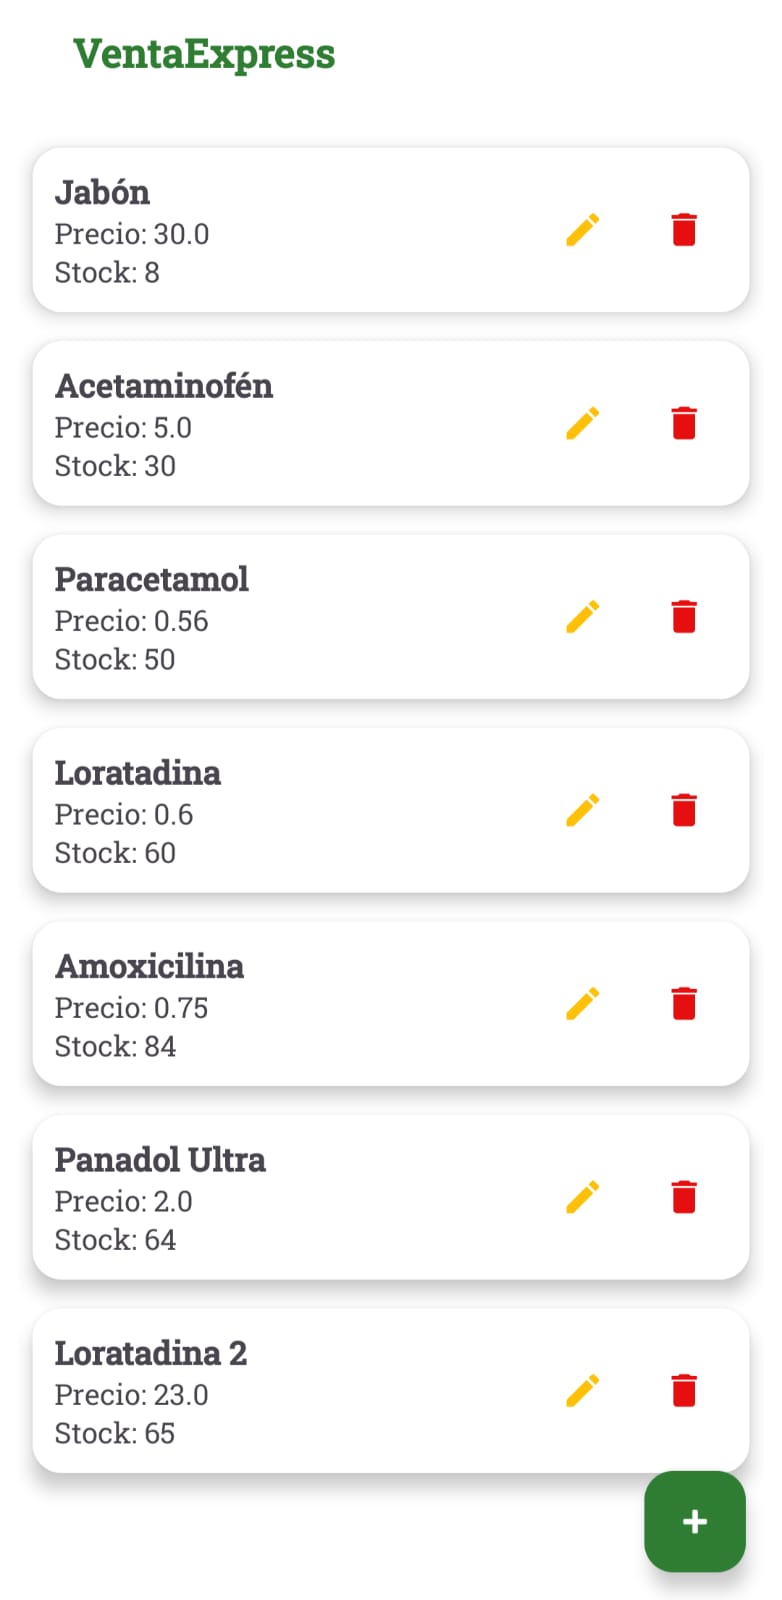 VentaExpress
Jabón
Precio: 30.0
Stock: 8
Acetaminofén
Precio: 5.0
Stock: 30
Paracetamol
Precio: 0.56
Stock: 50
Loratadina
Precio: 0.6
Stock: 60
Amoxicilina
Precio: 0.75
Stock: 84
Panadol Ultra
Precio: 2.0
Stock: 64
Loratadina 2
Precio: 23.0
Stock: 65
+